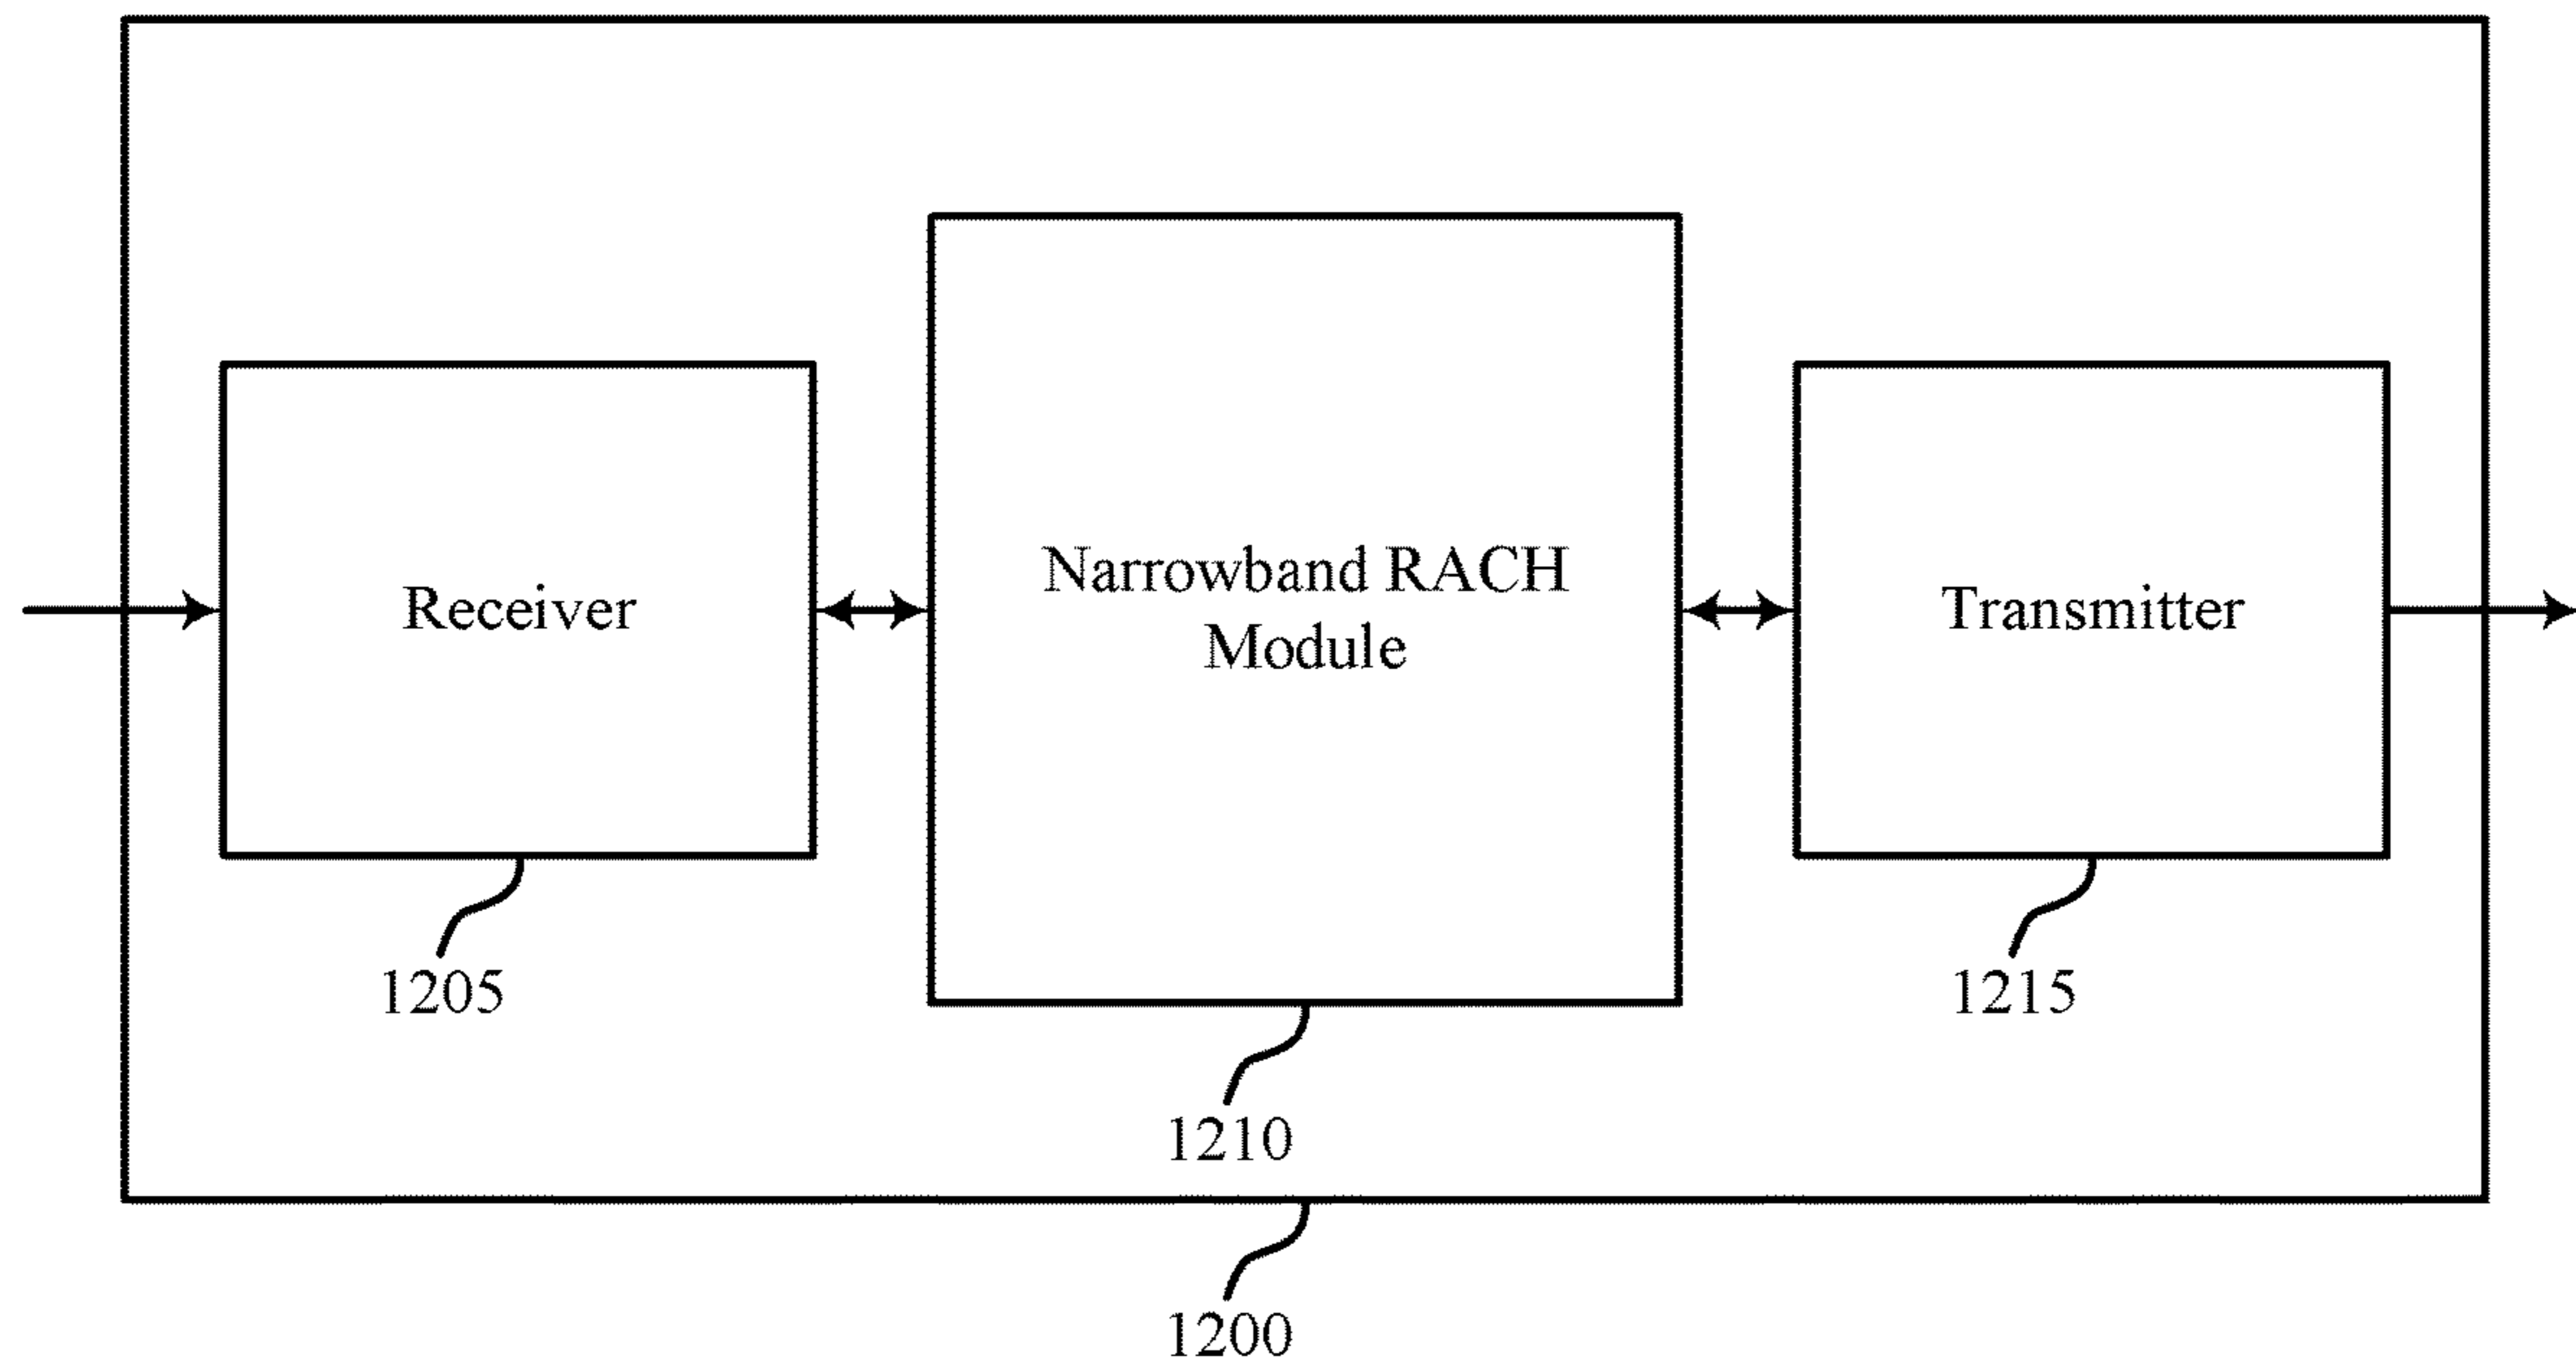 Receiver
Narrowband RACH
Module
Transmitter
1205
1215
1210
1200